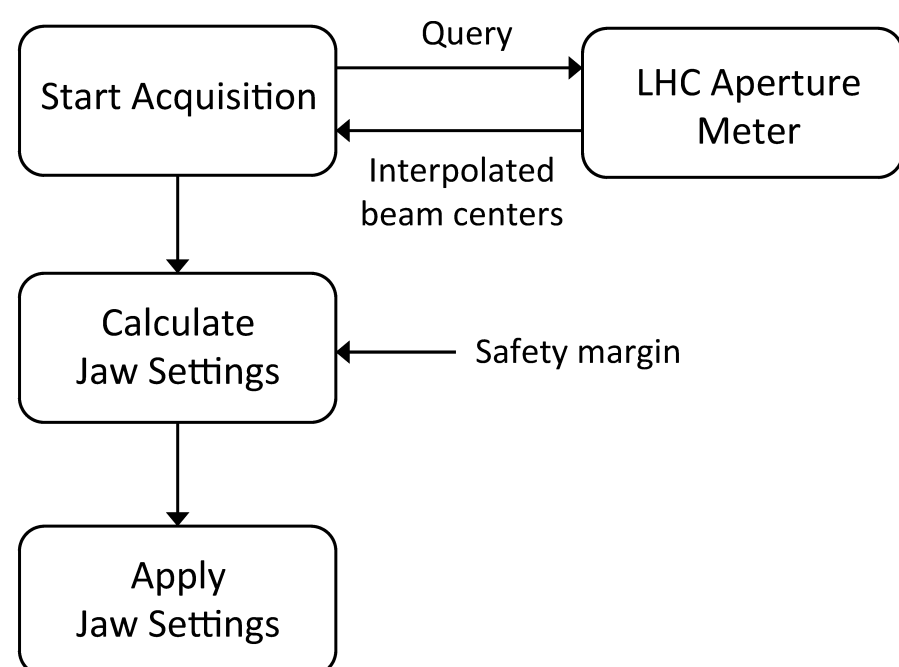 Query
Start Acquisition
LHC Aperture
Meter
Interpolated
beam centers
Calculate
Jaw Settings
Safety margin
Apply
Jaw Settings